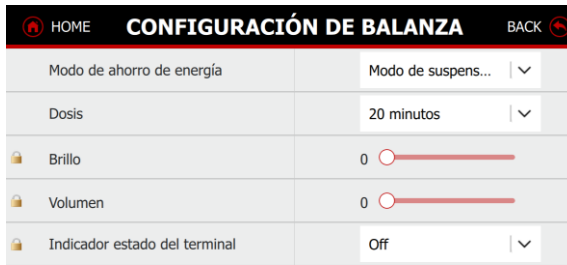 HOME CONFIGURACIÓN DE BALANZA BACK
Modo de ahorro de energía Modo de suspens...
Dosis 20 minutos
Brillo 0
Volumen 0
Indicador estado del terminal Off